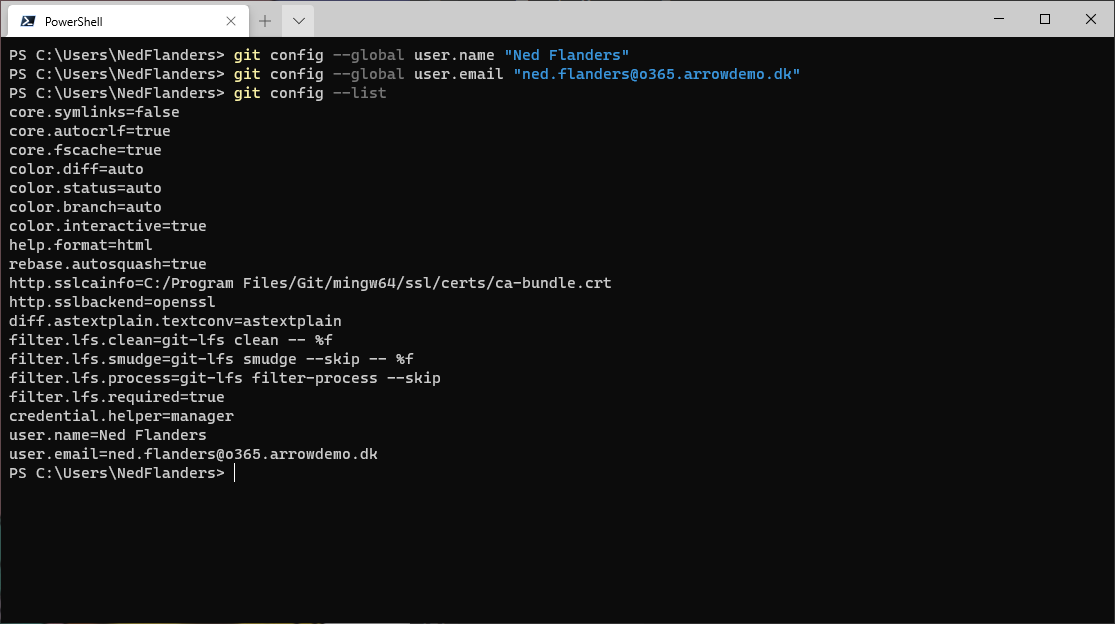 PowerShell
PS C:\Users\NedFlanders> git config --global user.name "Ned Flanders"
PS C:\Users\NedFlanders> git config --global user.email "ned.flanders@o365.arrowdemo.dk"
PS C:\Users\NedFlanders> git config --list
core.symlinks=false
core.autocrlf=true
core.fscache=true
color.diff=auto
color.status=auto
color.branch=auto
color.interactive=true
help.format=html
rebase.autosquash=true
http.sslcainfo=C:/Program Files/Git/mingw64/ssl/certs/ca-bundle.crt
http.sslbackend=openssl
diff.astextplain.textconv=astextplain
filter.lfs.clean=git-lfs clean -- %f
filter.lfs.smudge=git-lfs smudge --skip -- %f
filter.lfs.process=git-lfs filter-process --skip
filter.lfs.required=true
credential.helper=manager
user.name=Ned Flanders
user.email=ned.flanders@o365.arrowdemo.dk
PS C:\Users\NedFlanders>